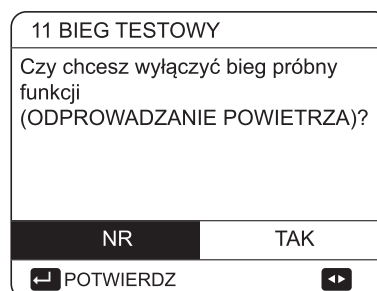 11 BIEG TESTOWY
Czy chcesz wyłączyć bieg próbny
funkcji
(ODPROWADZANIE POWIETRZA)?
NR TAK
POTWIERDZ